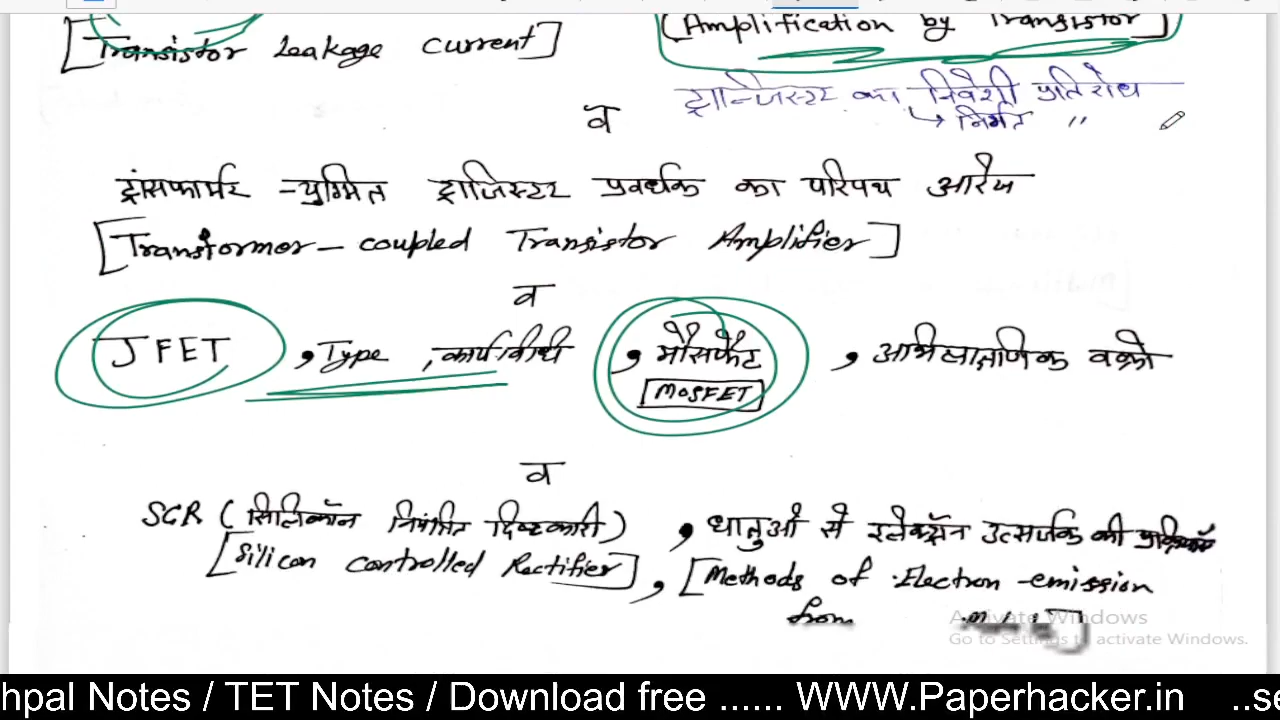 [Transistor Leakage current]
[Amplification by Transistor]
ट्रान्जिस्टर का निवेशी प्रतिरोध
↳ निर्गत "
व
ट्रांसफार्मर -युग्मित ट्राजिस्टर प्रवर्धक का परिपथ आरेख
[Transformer - coupled Transistor Amplifier]
व
JFET , Type , कार्यविधी , मौसफैट , अभिलाक्षणिक वक्रो
[MOSFET]
व
SCR (सिलिकॉन नियंत्रित दिष्टकारी) , धातुओ से इलेक्ट्रॉन उत्सर्जक की
[Silicon controlled Rectifier] , [Methods of Electron -emission
from
Activate Windows
Go to Settings to activate Windows.
hpal Notes / TET Notes / Download free ...... WWW.Paperhacker.in ..se